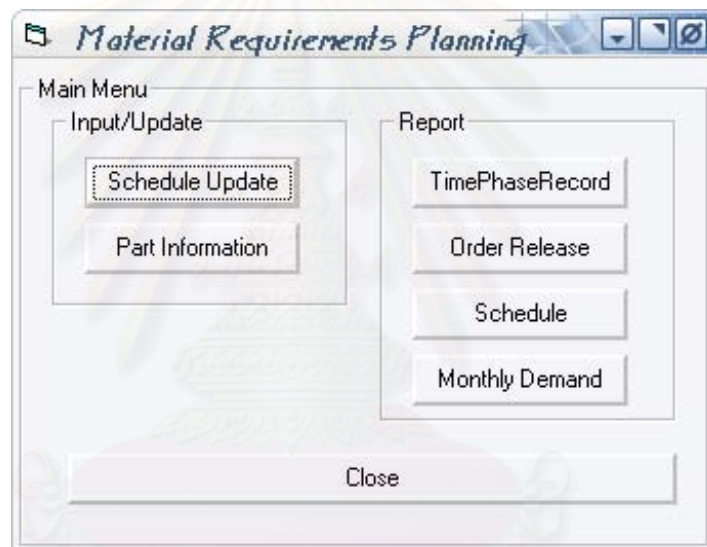 Material Requirements Planning
Main Menu
Input/Update
Schedule Update
Part Information
Report
TimePhaseRecord
Order Release
Schedule
Monthly Demand
Close